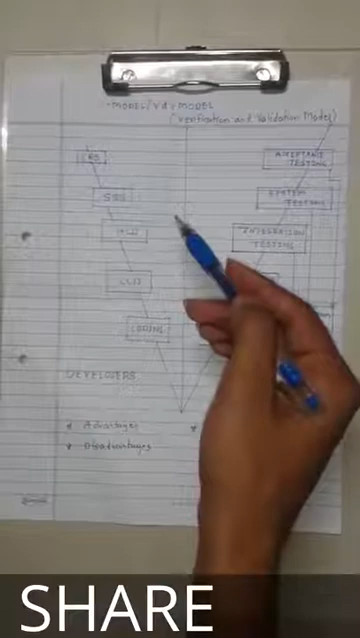 -MODEL/V&V MODEL
(Verification and Validation Model)
ACCEPTANCE
TESTING
SYSTEM
TESTING
SRS
HLD
INTEGRATION
TESTING
LLD
CODING
DEVELOPERS
Advantages
Disadvantages
SHARE